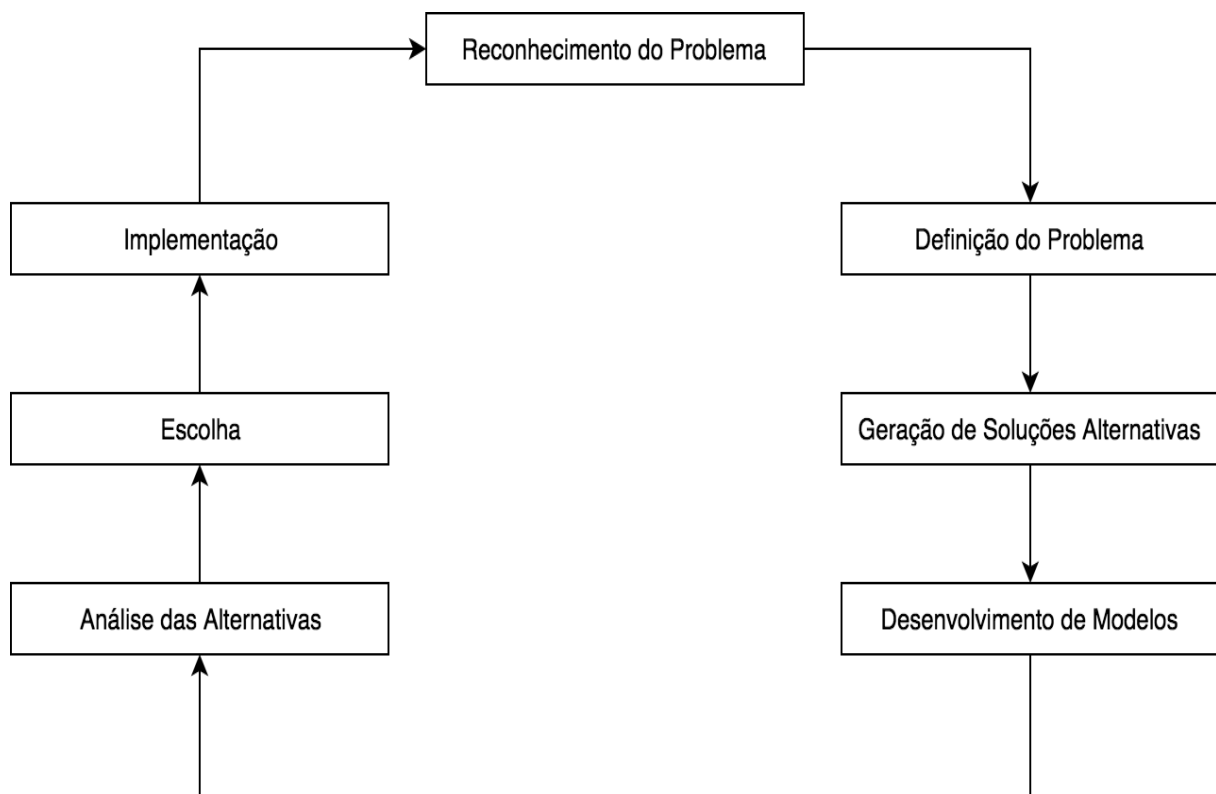 Reconhecimento do Problema
Implementação
Definição do Problema
Escolha
Geração de Soluções Alternativas
Análise das Alternativas
Desenvolvimento de Modelos